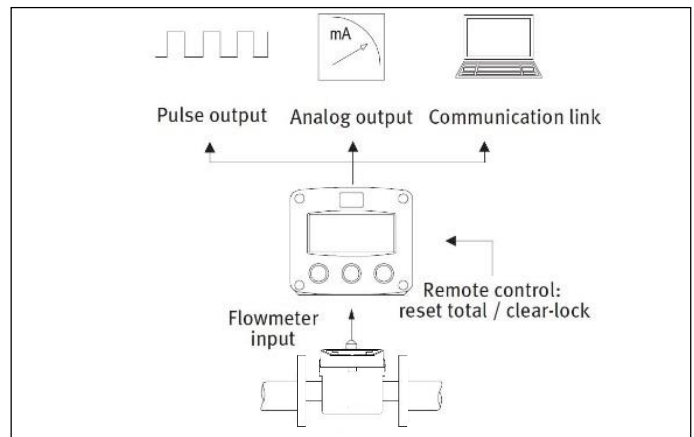 mA
Pulse output
Analog output
Communication link
Remote control:
reset total / clear-lock
Flowmeter
input